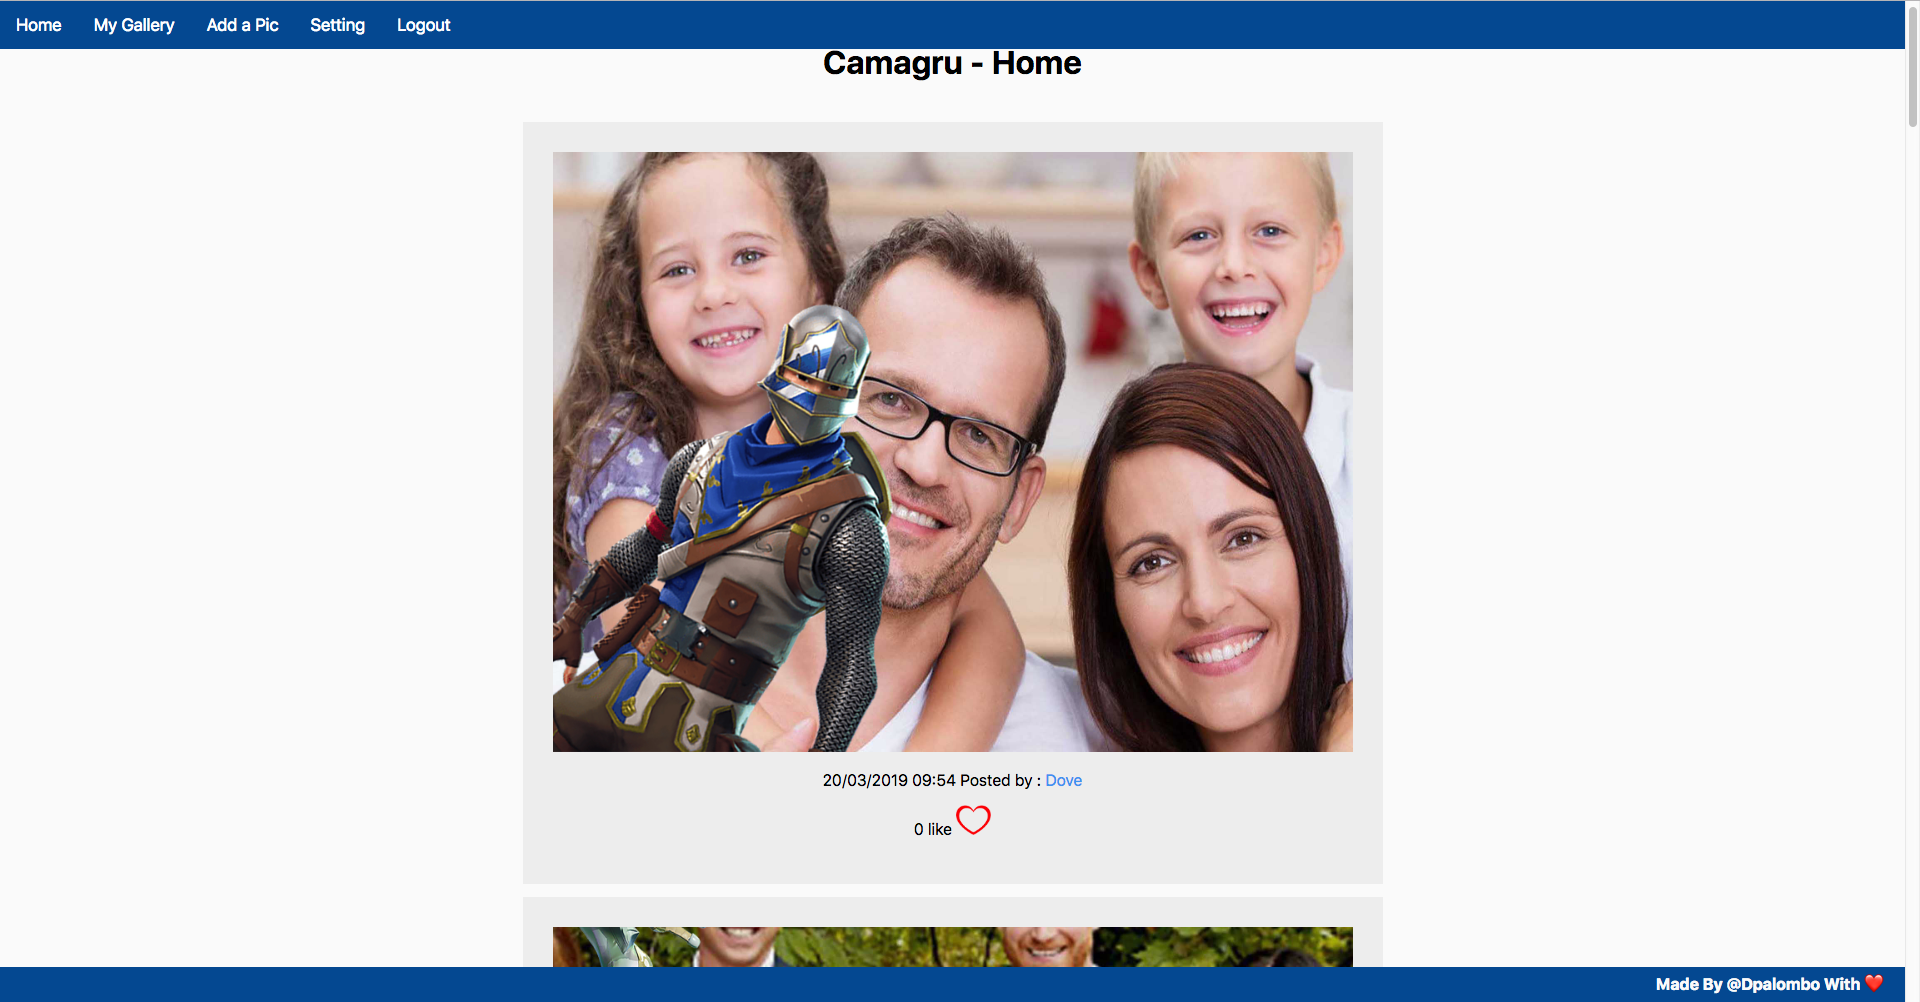 Home My Gallery Add a Pic Setting Logout
Camagru - Home
20/03/2019 09:54 Posted by : Dove
0 like
Made By @Dpalombo With ❤️